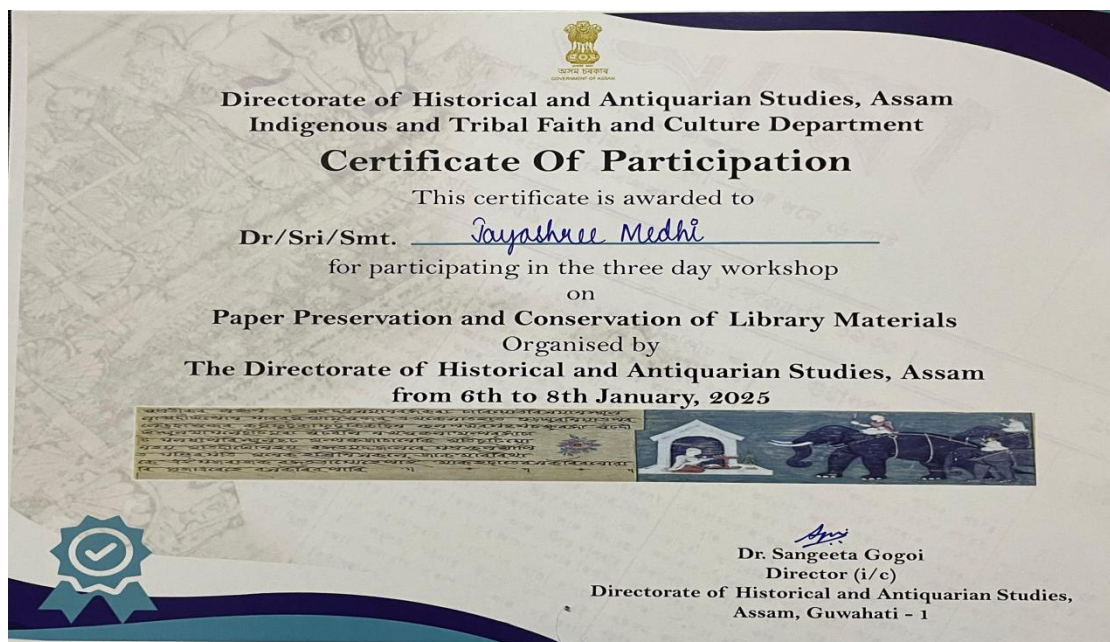 অসম চৰকাৰ
GOVERNMENT OF ASSAM
Directorate of Historical and Antiquarian Studies, Assam
Indigenous and Tribal Faith and Culture Department
Certificate Of Participation
This certificate is awarded to
Dr/Sri/Smt. Jayashree Medhi
for participating in the three day workshop
on
Paper Preservation and Conservation of Library Materials
Organised by
The Directorate of Historical and Antiquarian Studies, Assam
from 6th to 8th January, 2025
Dr. Sangeeta Gogoi
Director (i/c)
Directorate of Historical and Antiquarian Studies,
Assam, Guwahati - 1